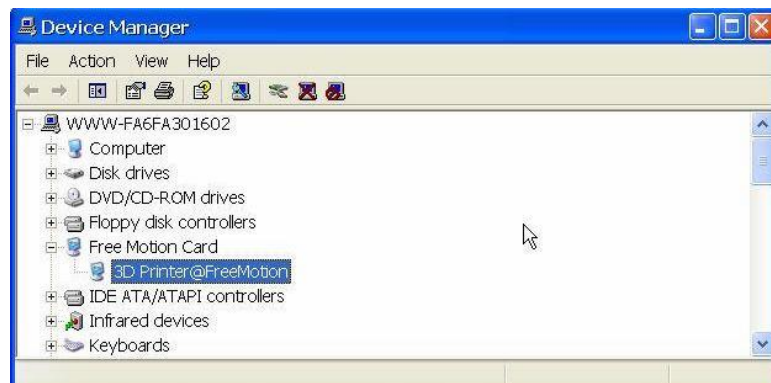 Device Manager
File Action View Help
WWW-FA6FA301602
Computer
Disk drives
DVD/CD-ROM drives
Floppy disk controllers
Free Motion Card
3D Printer@FreeMotion
IDE ATA/ATAPI controllers
Infrared devices
Keyboards